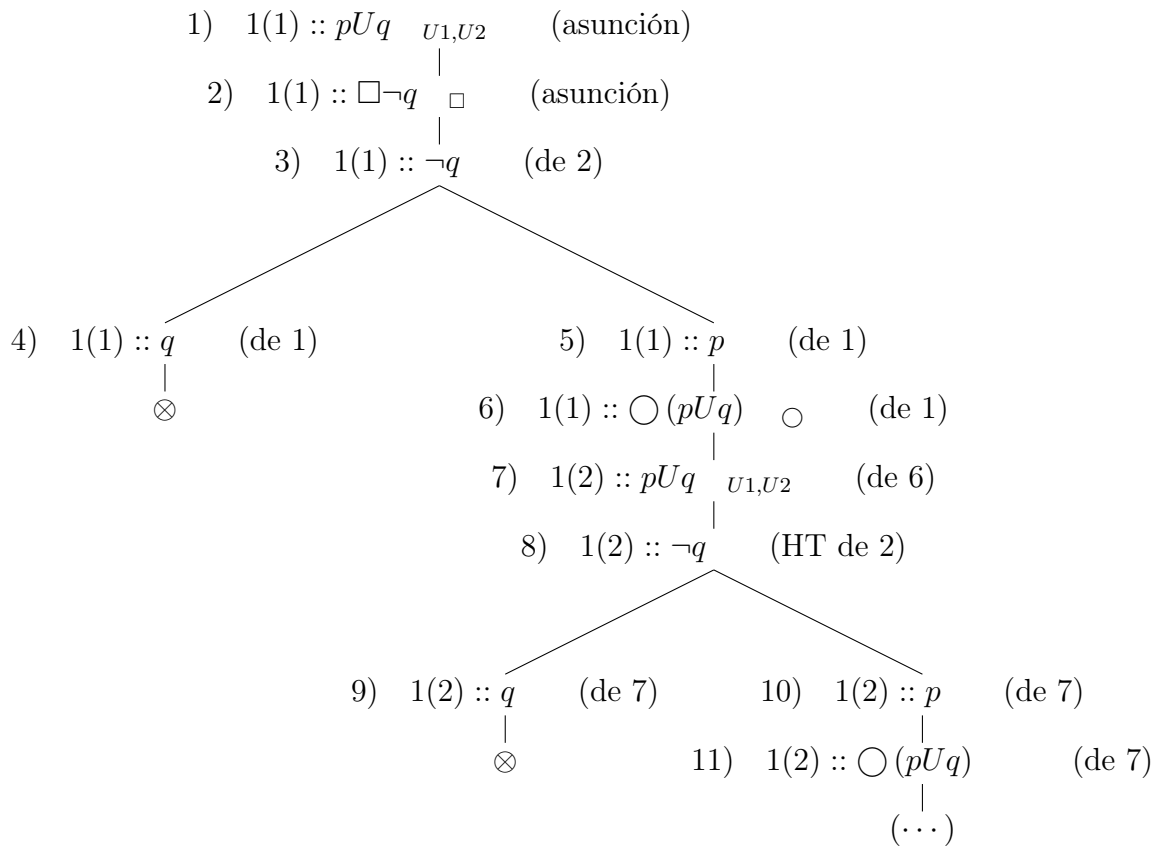 1) 1(1) :: pUq U1,U2 (asunción)
2) 1(1) :: □¬q □ (asunción)
3) 1(1) :: ¬q (de 2)
4) 1(1) :: q (de 1) 5) 1(1) :: p (de 1)
⊗ 6) 1(1) :: ◯ (pUq) ◯ (de 1)
7) 1(2) :: pUq U1,U2 (de 6)
8) 1(2) :: ¬q (HT de 2)
9) 1(2) :: q (de 7) 10) 1(2) :: p (de 7)
⊗ 11) 1(2) :: ◯ (pUq) (de 7)
(· · · )